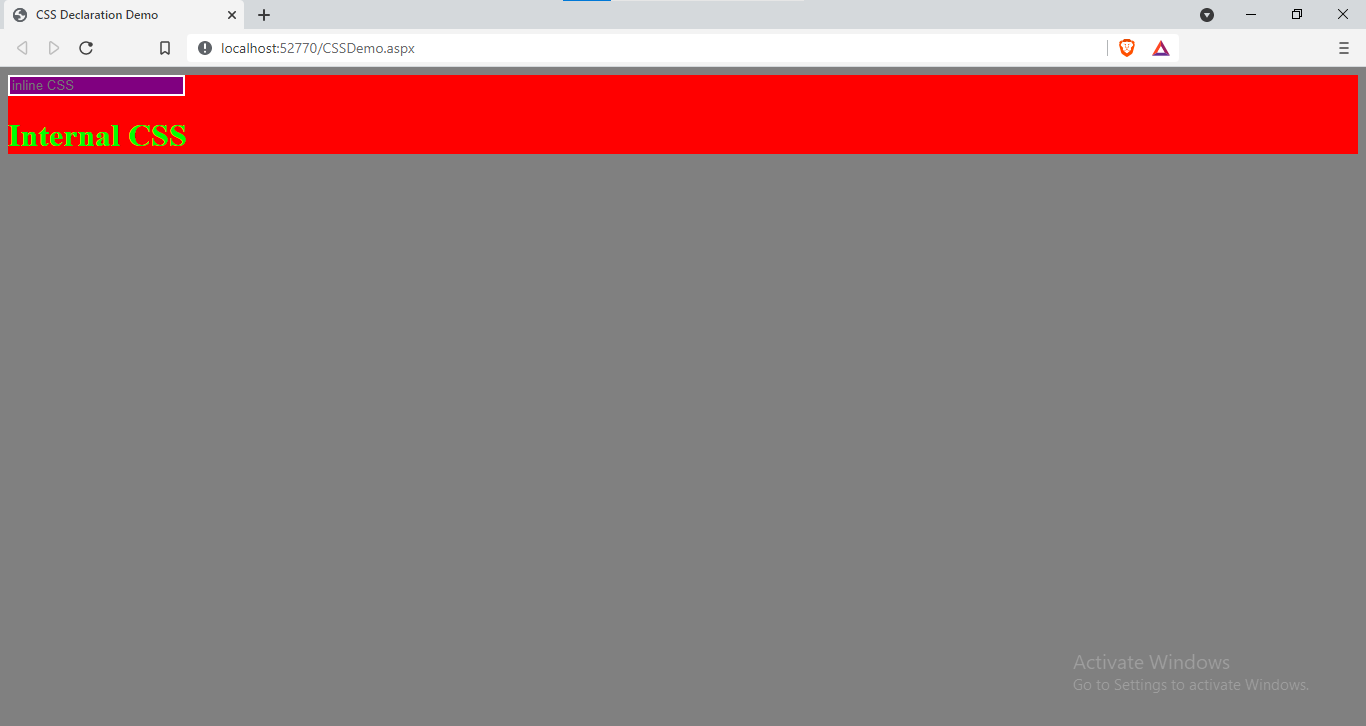 CSS Declaration Demo
localhost:52770/CSSDemo.aspx
inline CSS
Internal CSS
Activate Windows
Go to Settings to activate Windows.